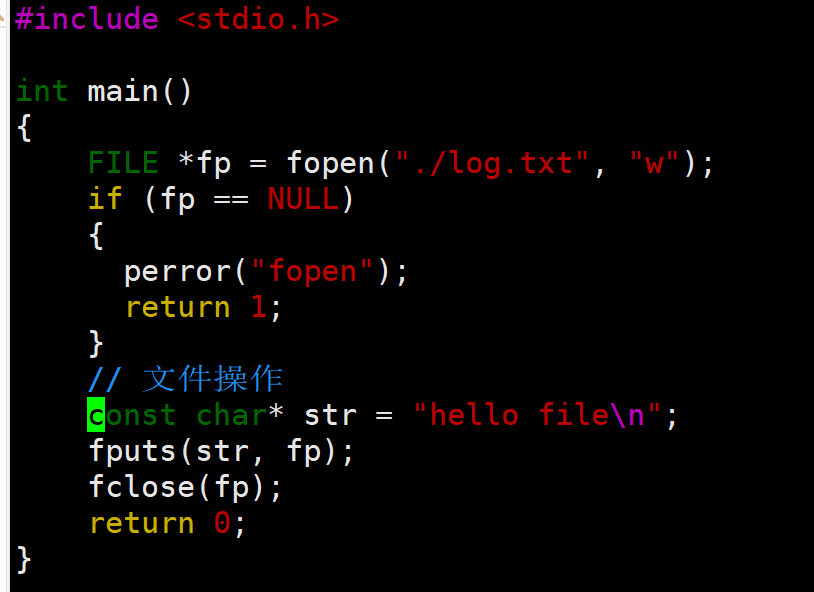 #include <stdio.h>
int main()
{
FILE *fp = fopen("./log.txt", "w");
if (fp == NULL)
{
perror("fopen");
return 1;
}
// 文件操作
const char* str = "hello file\n";
fputs(str, fp);
fclose(fp);
return 0;
}